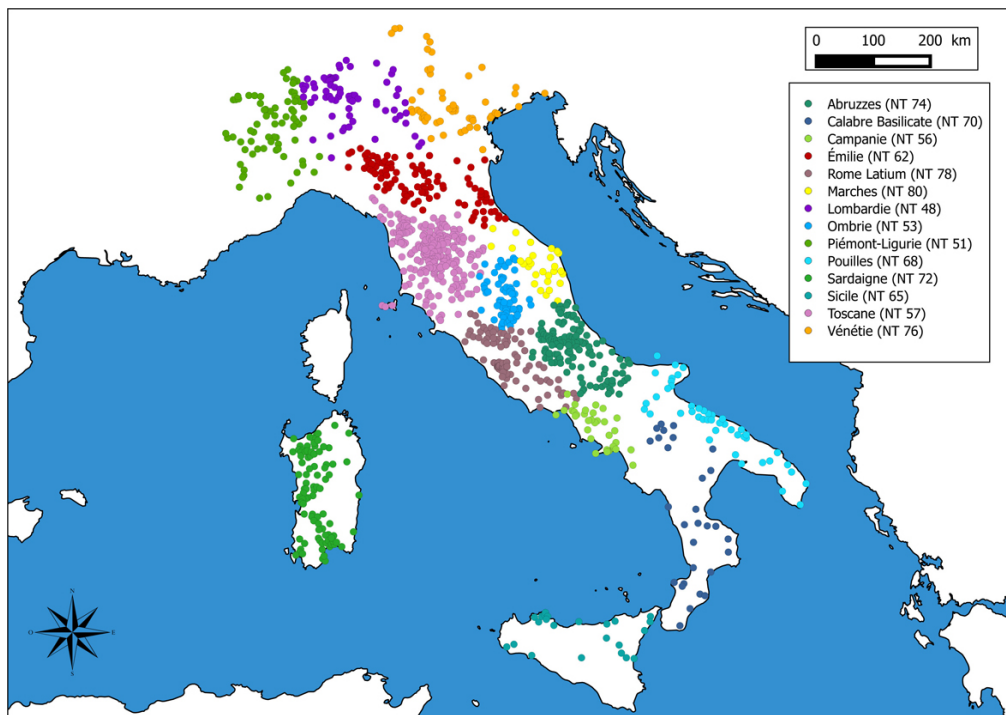 0 100 200 km
Abruzzes (NT 74)
Calabre Basilicate (NT 70)
Campanie (NT 56)
Émilie (NT 62)
Rome Latium (NT 78)
Marches (NT 80)
Lombardie (NT 48)
Ombrie (NT 53)
Piémont-Ligurie (NT 51)
Pouilles (NT 68)
Sardaigne (NT 72)
Sicile (NT 65)
Toscane (NT 57)
Vénétie (NT 76)
N
O E
S